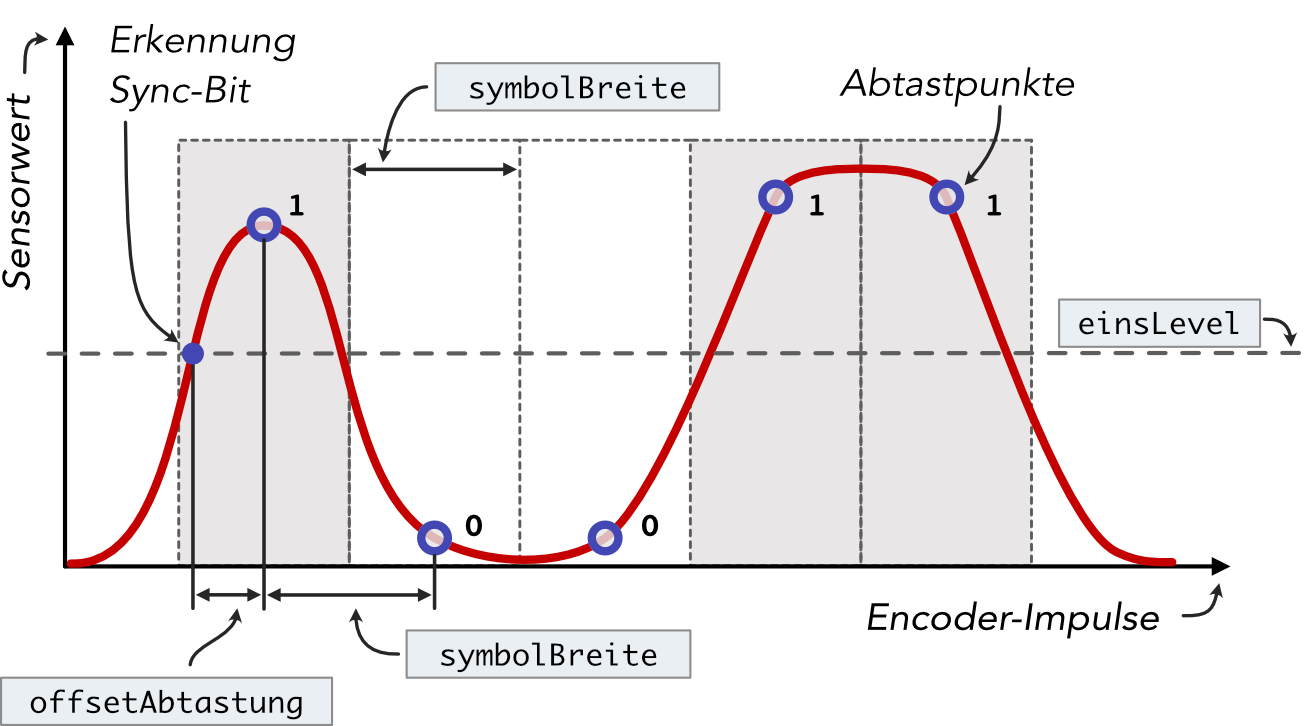 Erkennung
Sync-Bit
symbolBreite
Abtastpunkte
Sensorwert
1
1
1
einsLevel
0
0
Encoder-Impulse
symbolBreite
offsetAbtastung